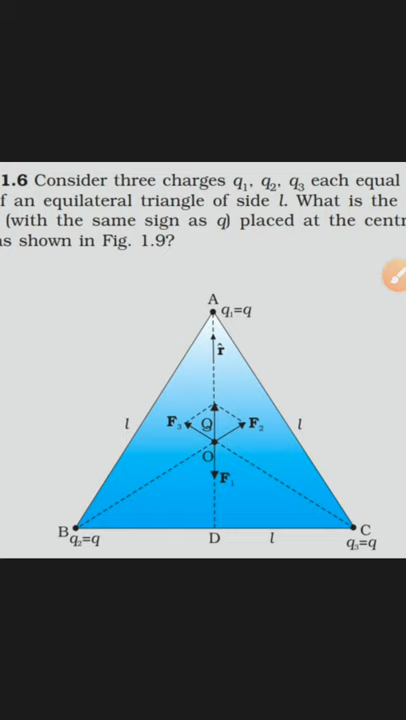 1.6 Consider three charges q₁, q₂, q₃ each equal
f an equilateral triangle of side l. What is the
(with the same sign as q) placed at the centr
as shown in Fig. 1.9?
A
q₁=q
r̂
l
F₃
Q
F₂
l
O
F₁
B
q₂=q
D
l
C
q₃=q